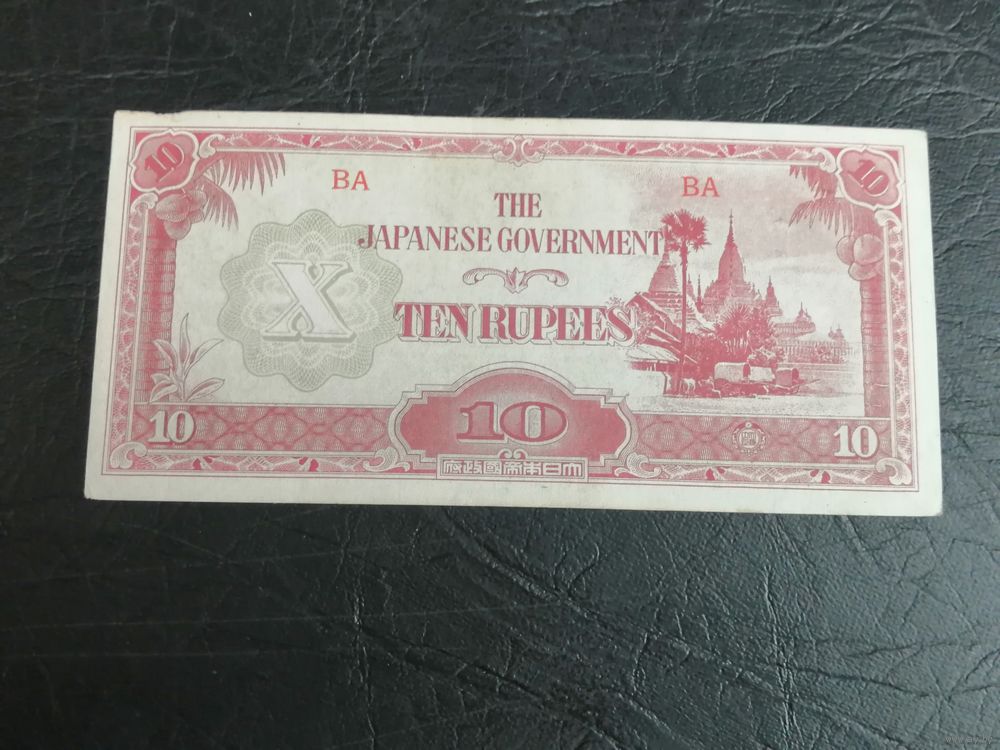 10 10
BA BA
THE
JAPANESE GOVERNMENT
X
TEN RUPEES
10 10 10
府政國帝本日大